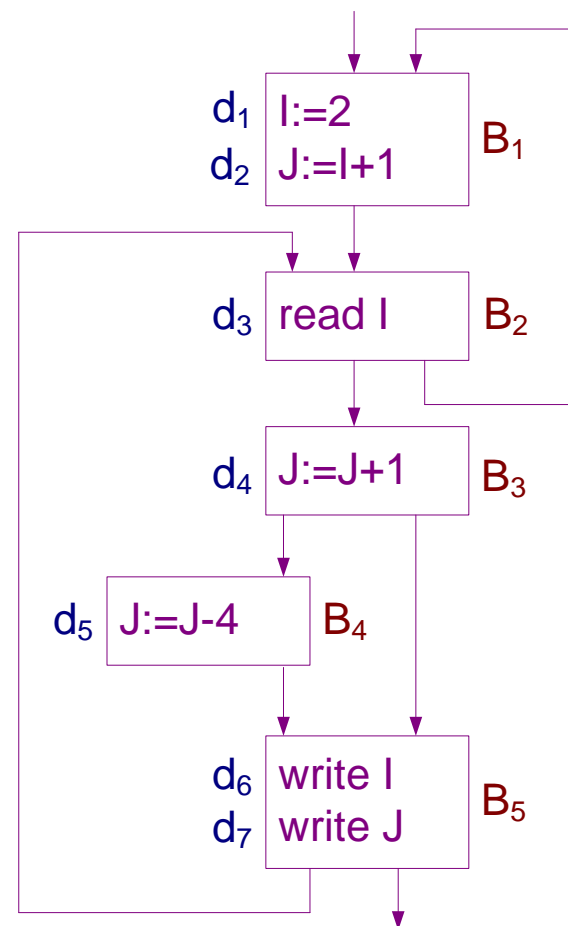 d₁ I:=2 B₁
d₂ J:=I+1
d₃ read I B₂
d₄ J:=J+1 B₃
d₅ J:=J-4 B₄
d₆ write I B₅
d₇ write J